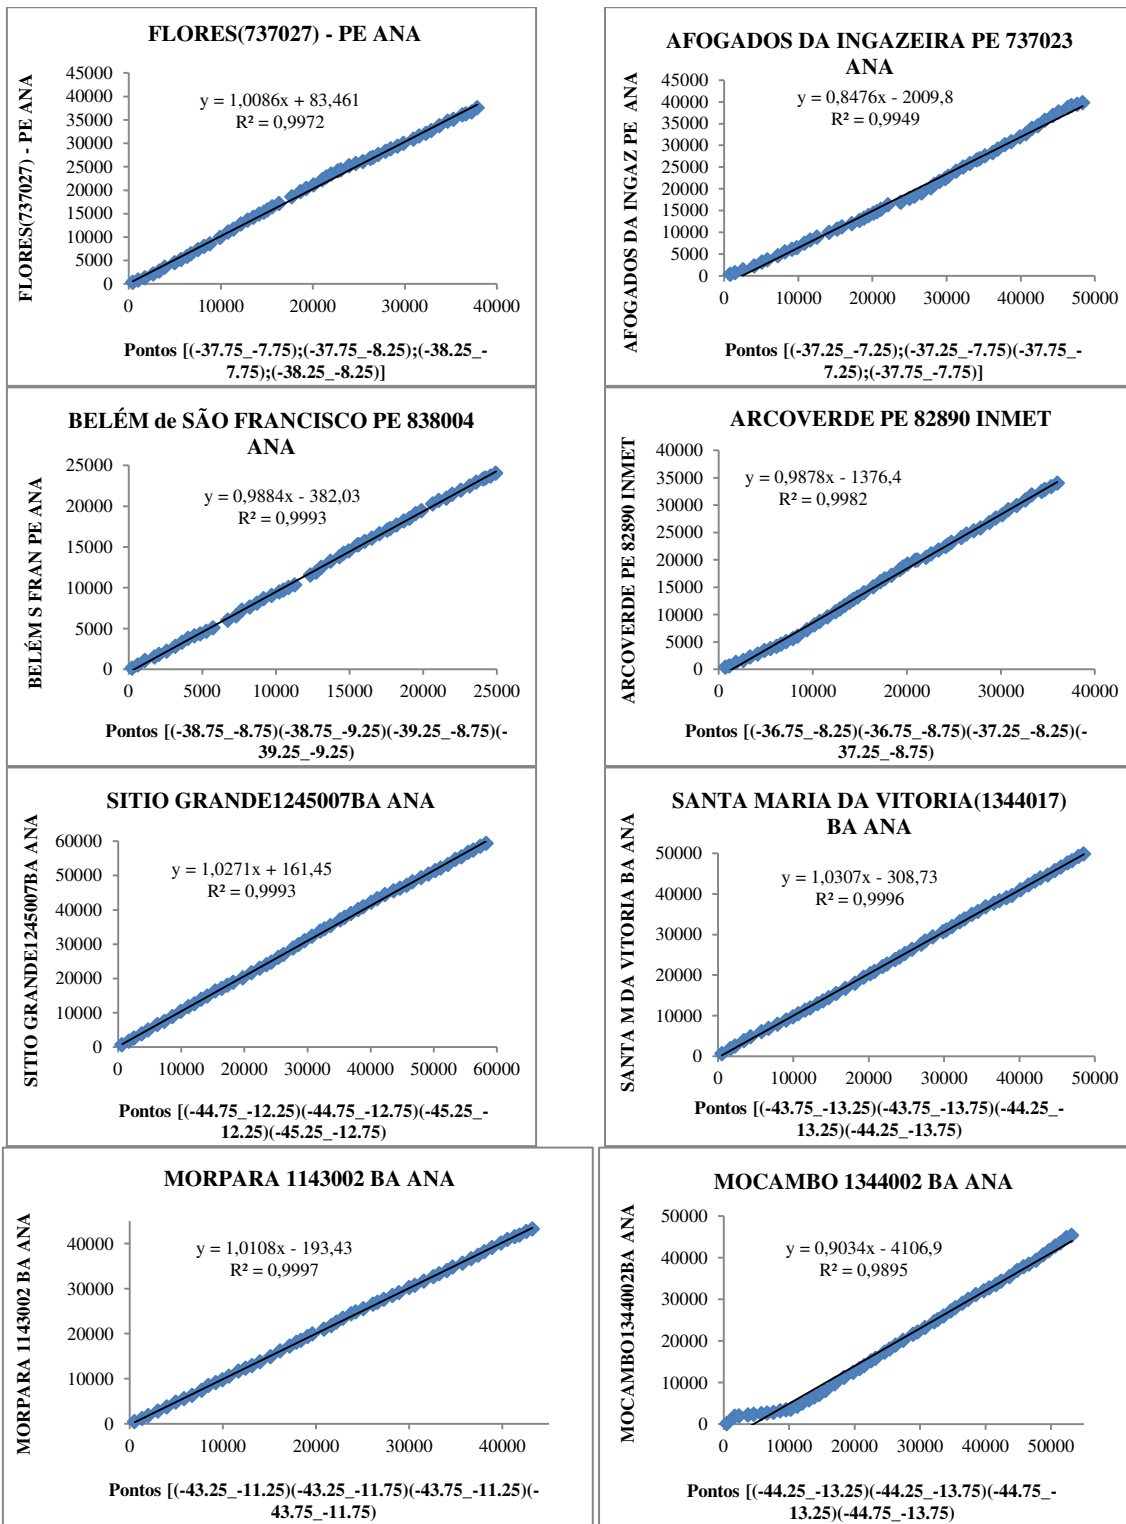 FLORES(737027) - PE ANA
FLORES(737027) - PE ANA
45000
40000
35000
30000
25000
20000
15000
10000
5000
0
y = 1,0086x + 83,461
R² = 0,9972
0 10000 20000 30000 40000
Pontos [(-37.75_-7.75);(-37.75_-8.25);(-38.25_-
7.75);(-38.25_-8.25)]
AFOGADOS DA INGAZEIRA PE 737023
ANA
AFOGADOS DA INGAZ PE ANA
45000
40000
35000
30000
25000
20000
15000
10000
5000
0
y = 0,8476x - 2009,8
R² = 0,9949
0 10000 20000 30000 40000 50000
Pontos [(-37.25_-7.25);(-37.25_-7.75)(-37.75_-
7.25);(-37.75_-7.75)]
BELÉM de SÃO FRANCISCO PE 838004
ANA
BELÉM S FRAN PE ANA
25000
20000
15000
10000
5000
0
y = 0,9884x - 382,03
R² = 0,9993
0 5000 10000 15000 20000 25000
Pontos [(-38.75_-8.75)(-38.75_-9.25)(-39.25_-8.75)(-
39.25_-9.25)
ARCOVERDE PE 82890 INMET
ARCOVERDE PE 82890 INMET
40000
35000
30000
25000
20000
15000
10000
5000
0
y = 0,9878x - 1376,4
R² = 0,9982
0 10000 20000 30000 40000
Pontos [(-36.75_-8.25)(-36.75_-8.75)(-37.25_-8.25)(-
37.25_-8.75)
SITIO GRANDE1245007BA ANA
SITIO GRANDE1245007BA ANA
60000
50000
40000
30000
20000
10000
0
y = 1,0271x + 161,45
R² = 0,9993
0 10000 20000 30000 40000 50000 60000
Pontos [(-44.75_-12.25)(-44.75_-12.75)(-45.25_-
12.25)(-45.25_-12.75)
SANTA MARIA DA VITORIA(1344017)
BA ANA
SANTA M DA VITORIA BA ANA
50000
40000
30000
20000
10000
0
y = 1,0307x - 308,73
R² = 0,9996
0 10000 20000 30000 40000 50000
Pontos [(-43.75_-13.25)(-43.75_-13.75)(-44.25_-
13.25)(-44.25_-13.75)
MORPARA 1143002 BA ANA
MORPARA 1143002 BA ANA
40000
30000
20000
10000
0
y = 1,0108x - 193,43
R² = 0,9997
0 10000 20000 30000 40000
Pontos [(-43.25_-11.25)(-43.25_-11.75)(-43.75_-11.25)(-
43.75_-11.75)
MOCAMBO 1344002 BA ANA
MOCAMBO1344002BA ANA
50000
40000
30000
20000
10000
0
y = 0,9034x - 4106,9
R² = 0,9895
0 10000 20000 30000 40000 50000
Pontos [(-44.25_-13.25)(-44.25_-13.75)(-44.75_-
13.25)(-44.75_-13.75)